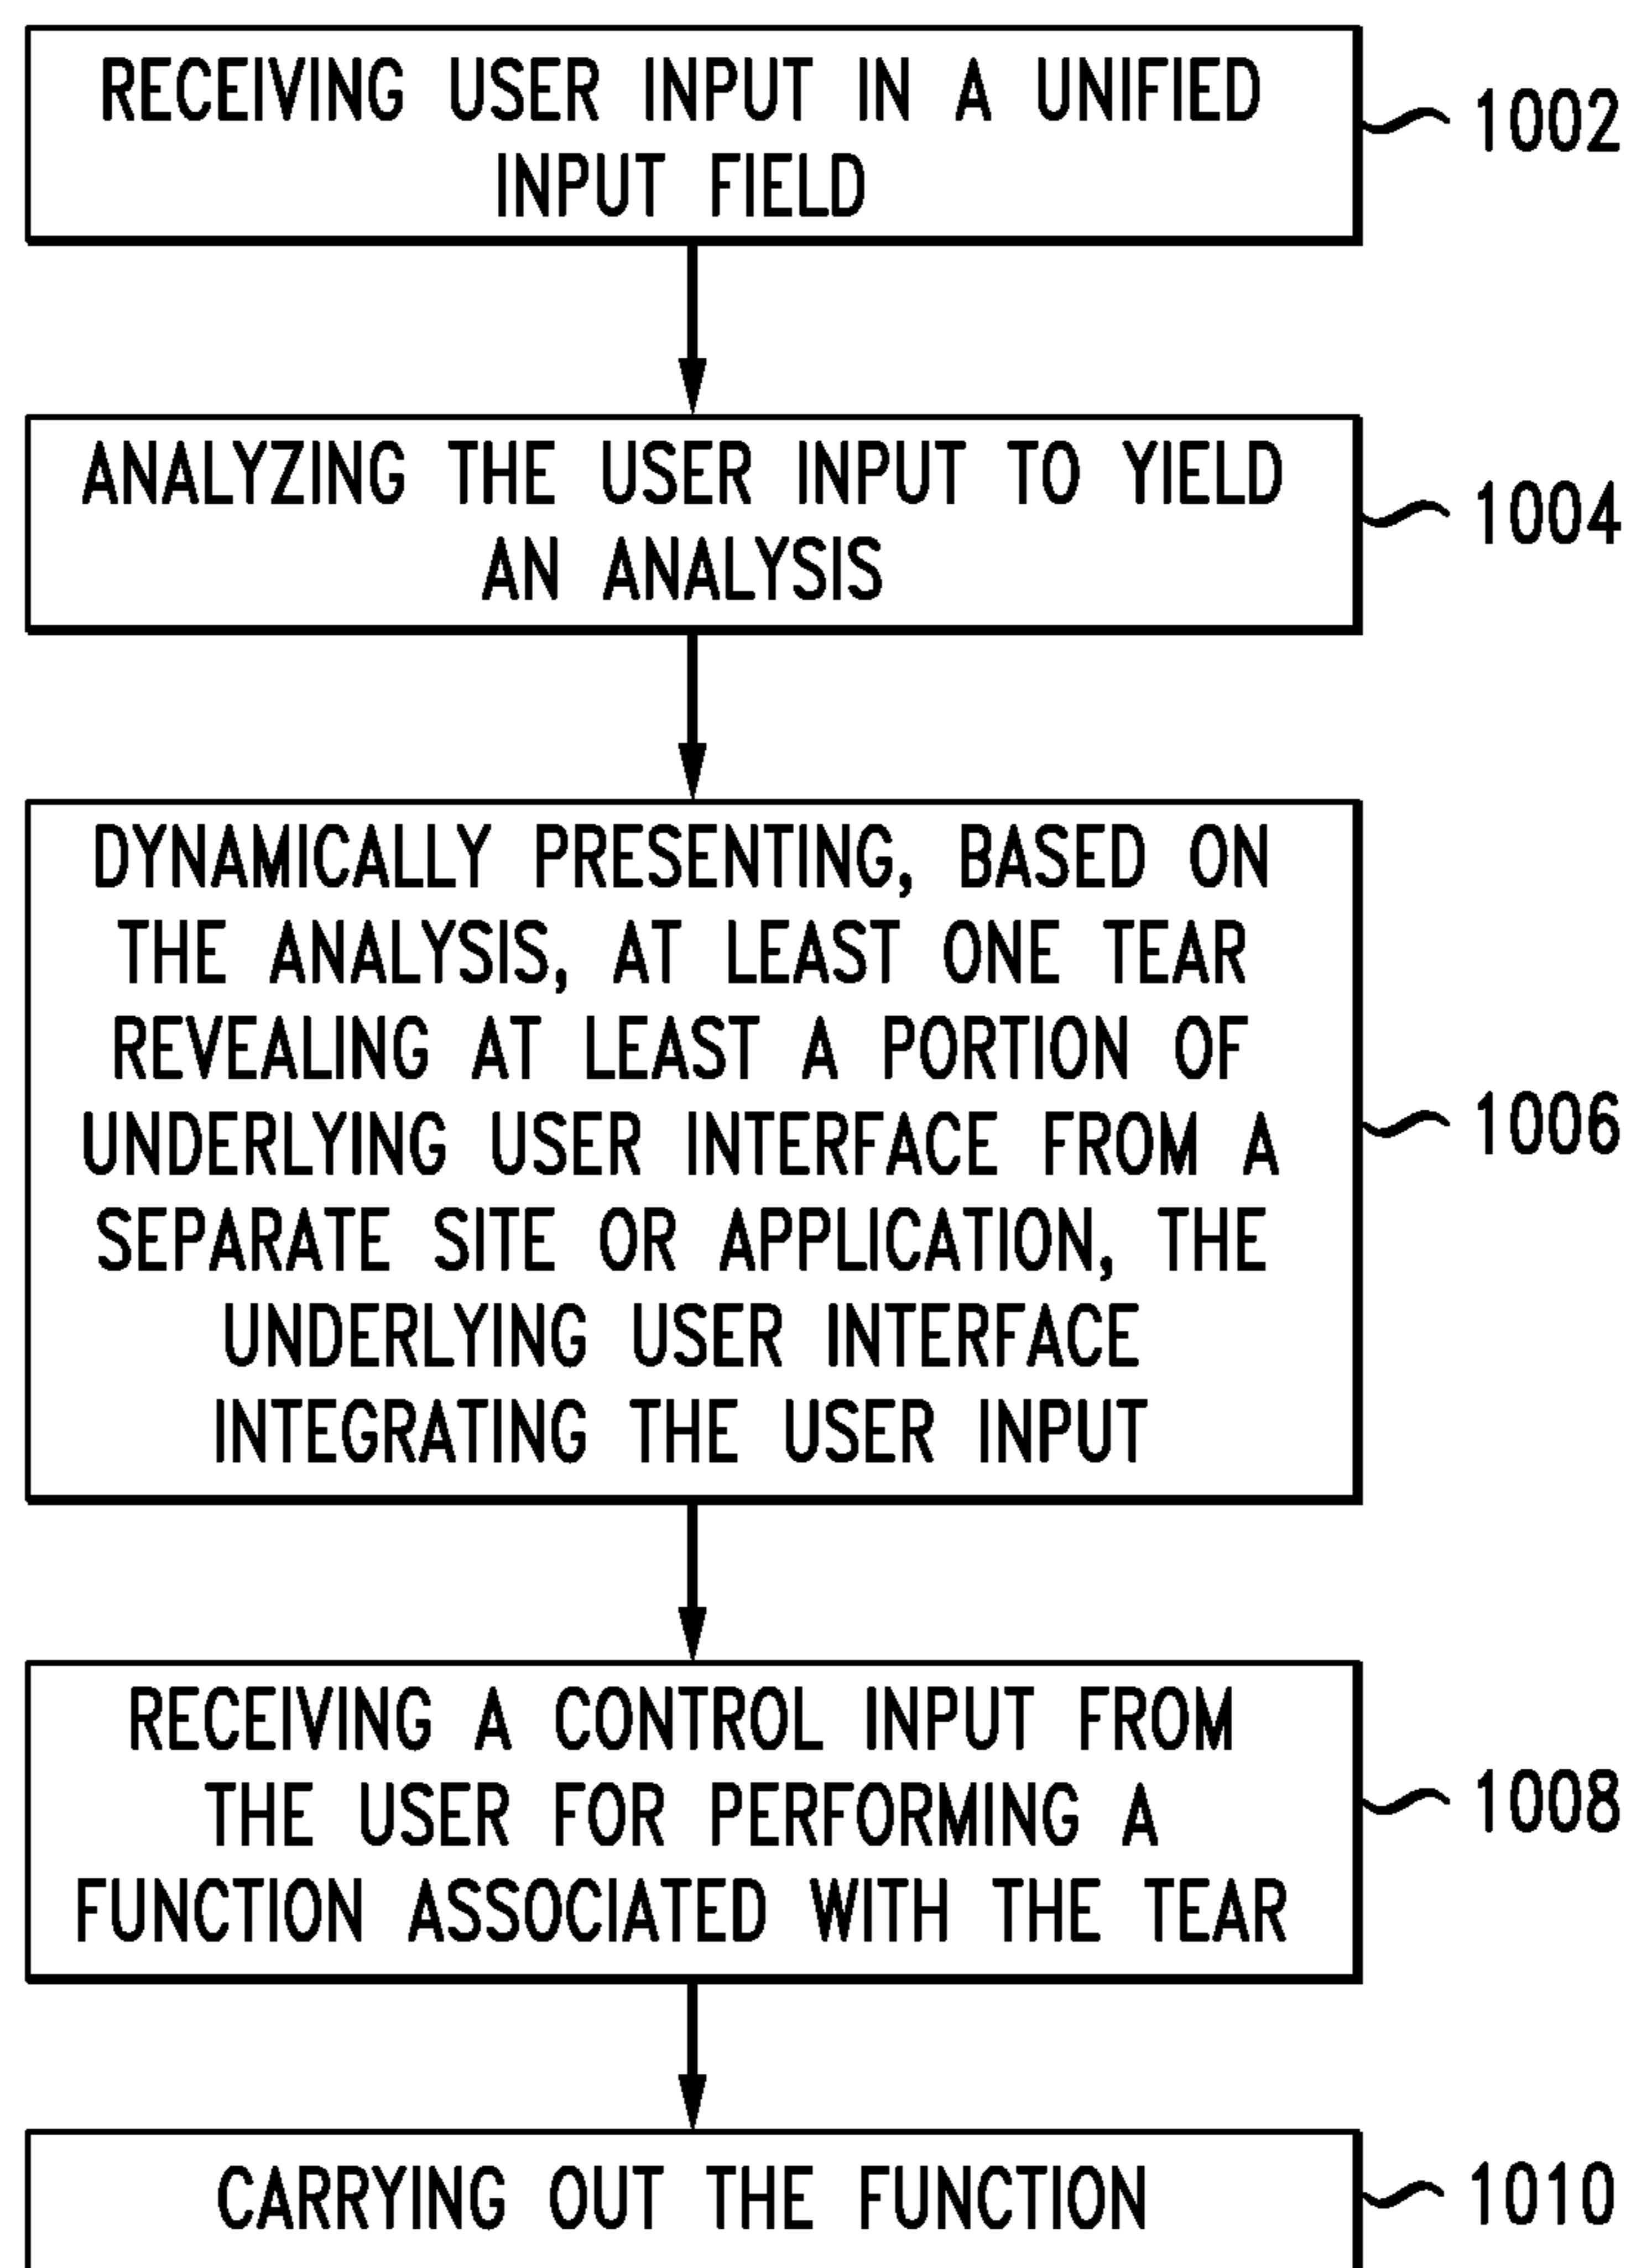 RECEIVING USER INPUT IN A UNIFIED
INPUT FIELD
1002
ANALYZING THE USER INPUT TO YIELD
AN ANALYSIS
1004
DYNAMICALLY PRESENTING, BASED ON
THE ANALYSIS, AT LEAST ONE TEAR
REVEALING AT LEAST A PORTION OF
UNDERLYING USER INTERFACE FROM A
SEPARATE SITE OR APPLICATION, THE
UNDERLYING USER INTERFACE
INTEGRATING THE USER INPUT
1006
RECEIVING A CONTROL INPUT FROM
THE USER FOR PERFORMING A
FUNCTION ASSOCIATED WITH THE TEAR
1008
CARRYING OUT THE FUNCTION
1010